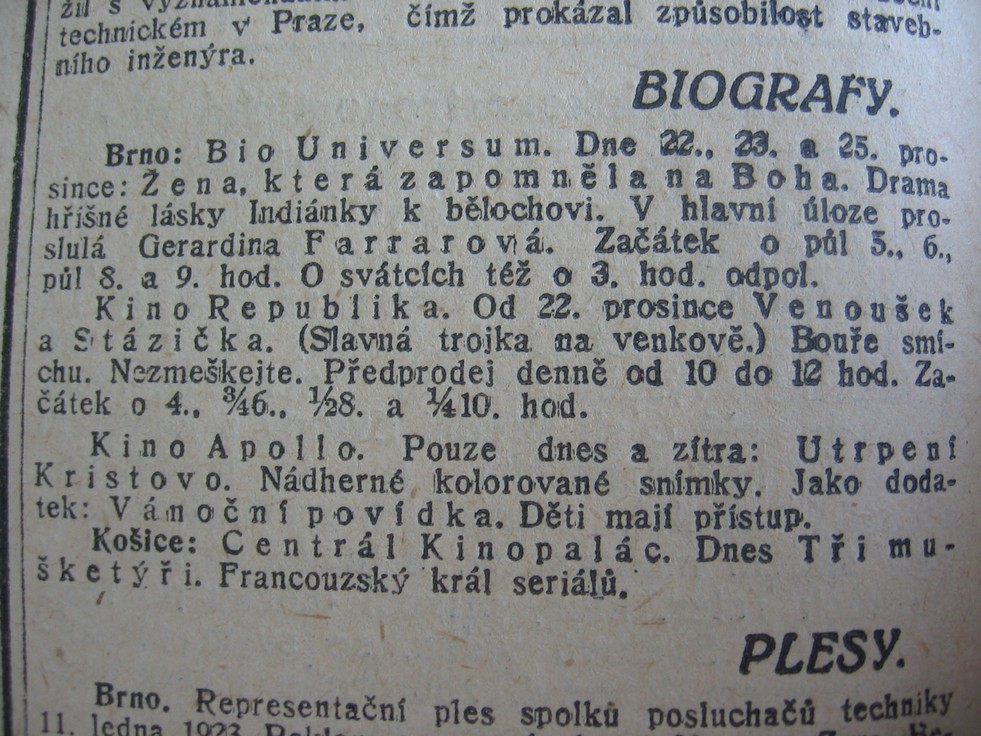 žil s
technickém v Praze, čímž prokázal způsobilost staveb-
ního inženýra.
BIOGRAFY.
Brno: Bio Universum. Dne 22., 23. a 25. pro-
since: Žena, která zapomněla na Boha. Drama
hříšné lásky Indiánky k bělochovi. V hlavní úloze pro-
slulá Gerardina Farrarová. Začátek o půl 5., 6.,
půl 8. a 9. hod. O svátcích též o 3. hod. odpol.
Kino Republika. Od 22. prosince Venoušek
a Stázička. (Slavná trojka na venkově.) Bouře smí-
chu. Nezmeškejte. Předprodej denně od 10 do 12 hod. Za-
čátek o 4., ¾6., ½8. a ¼10. hod.
Kino Apollo. Pouze dnes a zítra: Utrpení
Kristovo. Nádherné kolorované snímky. Jako doda-
tek: Vánoční povídka. Děti mají přístup.
Košice: Centrál Kinopalác. Dnes Tři mu-
šketýři. Francouzský král seriálů.
PLESY.
Brno. Representační ples spolků posluchačů techniky
11. ledna 1923